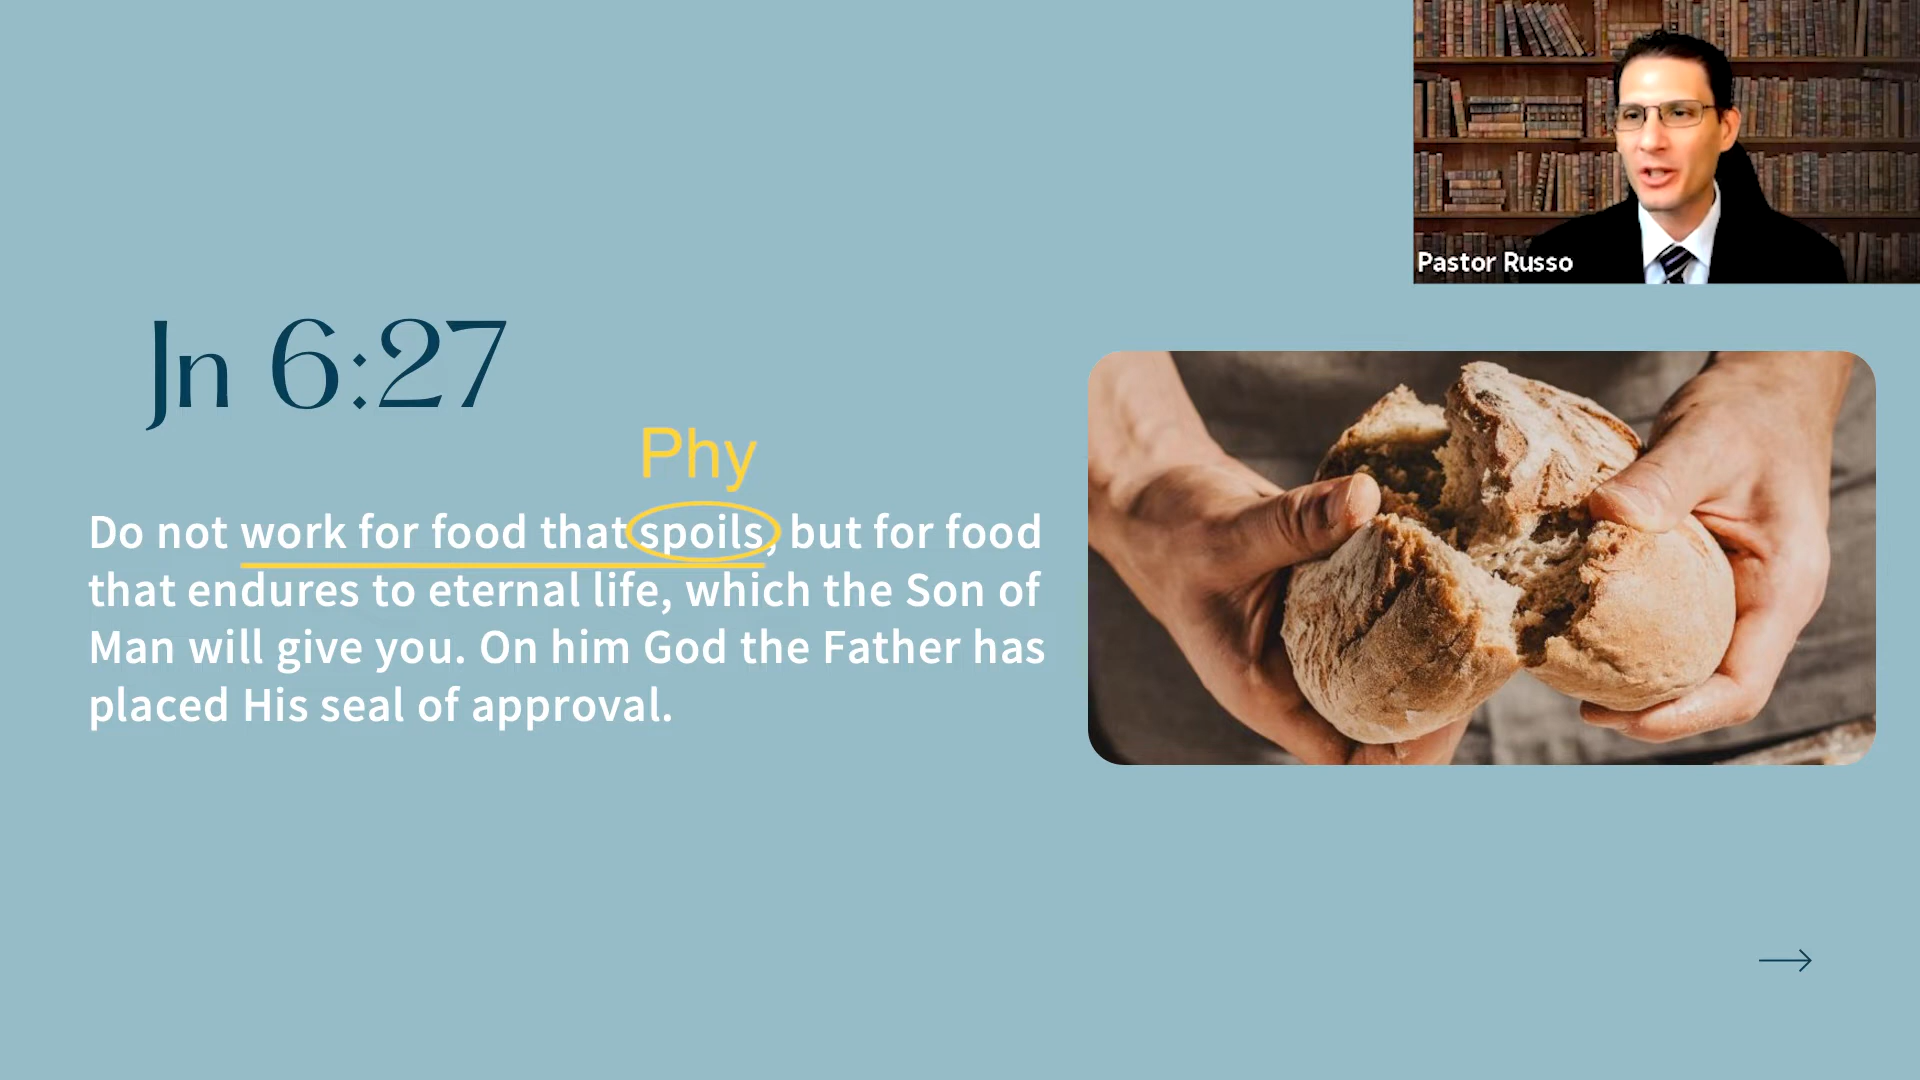 Pastor Russo
Jn 6:27
Phy
Do not work for food that spoils, but for food
that endures to eternal life, which the Son of
Man will give you. On him God the Father has
placed His seal of approval.